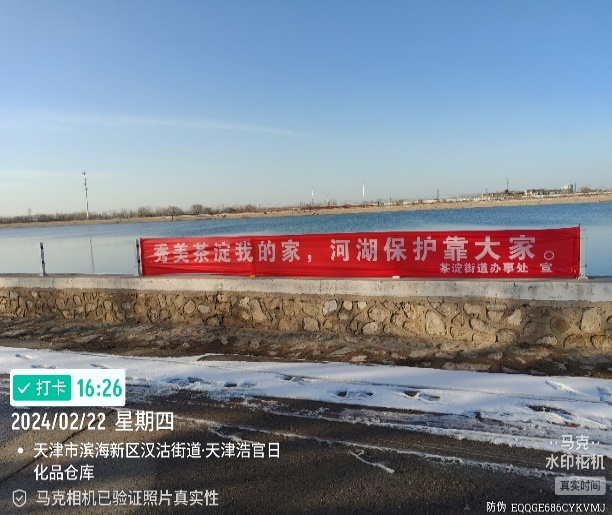 秀美茶淀我的家，河湖保护靠大家。
茶淀街道办事处 宣
打卡 16:26
2024/02/22 星期四
天津市滨海新区汉沽街道·天津浩官日
化品仓库
马克相机已验证照片真实性
马克
水印相机
真实时间
防伪 EQQGE686CYKVMJ